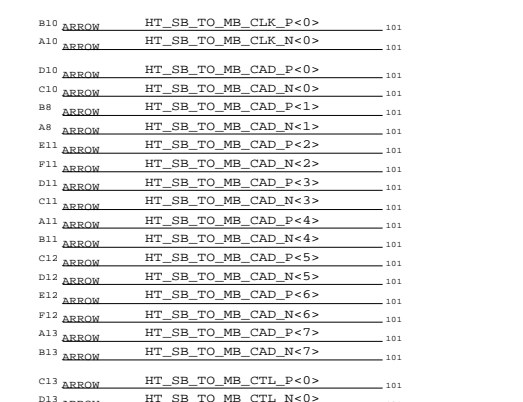 B10 ARROW HT_SB_TO_MB_CLK_P<0> 101
A10 ARROW HT_SB_TO_MB_CLK_N<0> 101
D10 ARROW HT_SB_TO_MB_CAD_P<0> 101
C10 ARROW HT_SB_TO_MB_CAD_N<0> 101
B8 ARROW HT_SB_TO_MB_CAD_P<1> 101
A8 ARROW HT_SB_TO_MB_CAD_N<1> 101
E11 ARROW HT_SB_TO_MB_CAD_P<2> 101
F11 ARROW HT_SB_TO_MB_CAD_N<2> 101
D11 ARROW HT_SB_TO_MB_CAD_P<3> 101
C11 ARROW HT_SB_TO_MB_CAD_N<3> 101
A11 ARROW HT_SB_TO_MB_CAD_P<4> 101
B11 ARROW HT_SB_TO_MB_CAD_N<4> 101
C12 ARROW HT_SB_TO_MB_CAD_P<5> 101
D12 ARROW HT_SB_TO_MB_CAD_N<5> 101
E12 ARROW HT_SB_TO_MB_CAD_P<6> 101
F12 ARROW HT_SB_TO_MB_CAD_N<6> 101
A13 ARROW HT_SB_TO_MB_CAD_P<7> 101
B13 ARROW HT_SB_TO_MB_CAD_N<7> 101
C13 ARROW HT_SB_TO_MB_CTL_P<0> 101
D13 ARROW HT_SB_TO_MB_CTL_N<0> 101